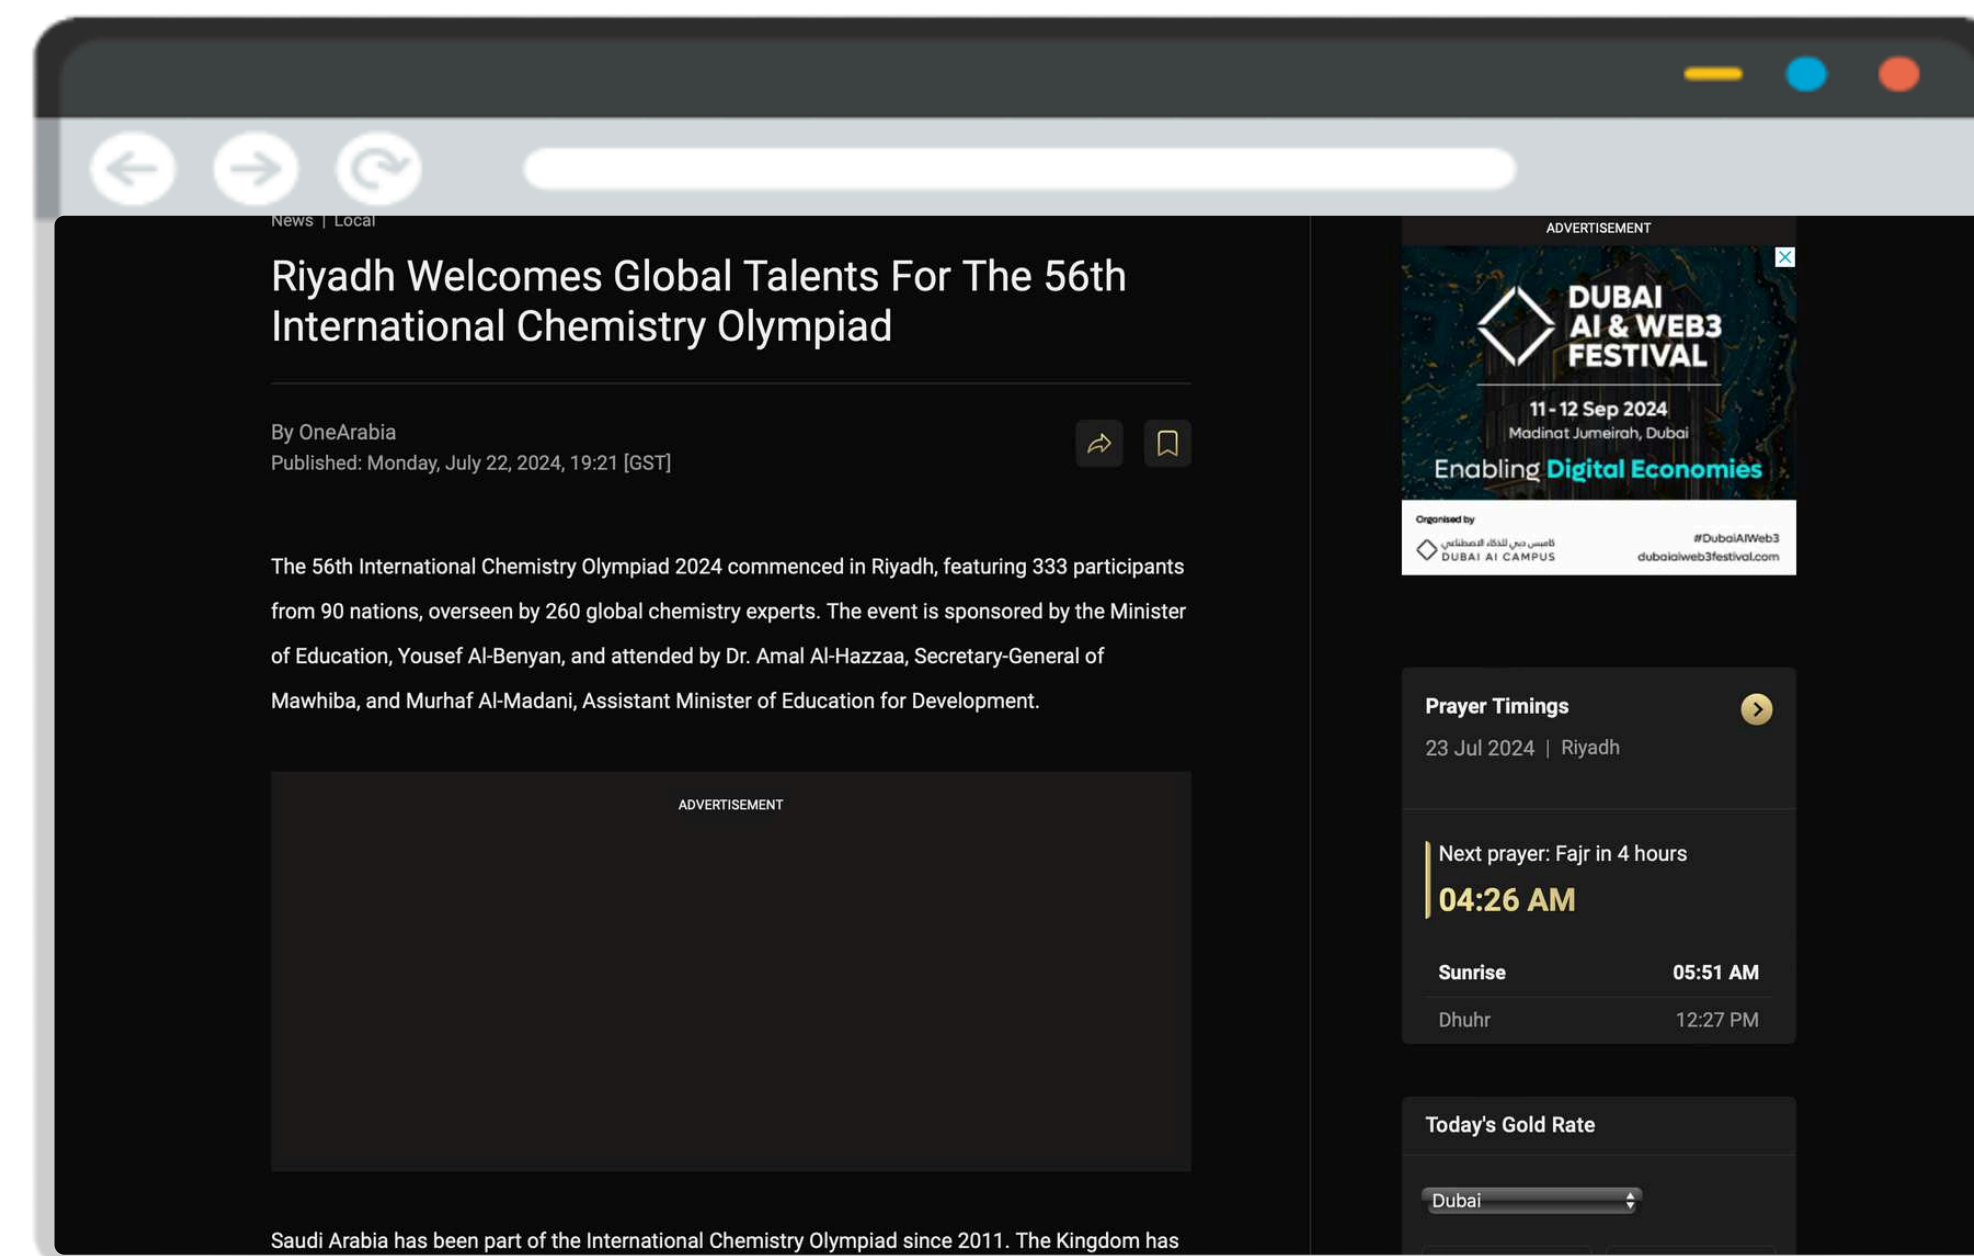 News | Local
Riyadh Welcomes Global Talents For The 56th
International Chemistry Olympiad
By OneArabia
Published: Monday, July 22, 2024, 19:21 [GST]
The 56th International Chemistry Olympiad 2024 commenced in Riyadh, featuring 333 participants
from 90 nations, overseen by 260 global chemistry experts. The event is sponsored by the Minister
of Education, Yousef Al-Benyan, and attended by Dr. Amal Al-Hazzaa, Secretary-General of
Mawhiba, and Murhaf Al-Madani, Assistant Minister of Education for Development.
ADVERTISEMENT
Saudi Arabia has been part of the International Chemistry Olympiad since 2011. The Kingdom has
ADVERTISEMENT
DUBAI
AI & WEB3
FESTIVAL
11-12 Sep 2024
Madinat Jumeirah, Dubai
Enabling Digital Economies
Organised by
كامبس دبي للذكاء الاصطناعي
DUBAI AI CAMPUS
#DubaiAIWeb3
dubaiaiweb3festival.com
Prayer Timings
23 Jul 2024 | Riyadh
Next prayer: Fajr in 4 hours
04:26 AM
Sunrise 05:51 AM
Dhuhr 12:27 PM
Today's Gold Rate
Dubai